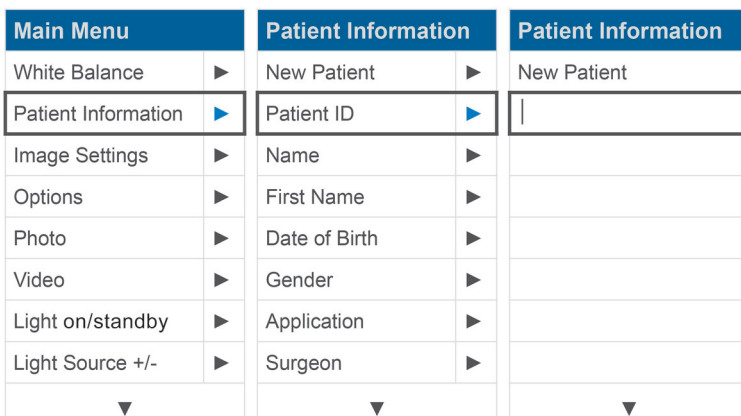 Main Menu
White Balance
Patient Information
Image Settings
Options
Photo
Video
Light on/standby
Light Source +/-
Patient Information
New Patient
Patient ID
Name
First Name
Date of Birth
Gender
Application
Surgeon
Patient Information
New Patient